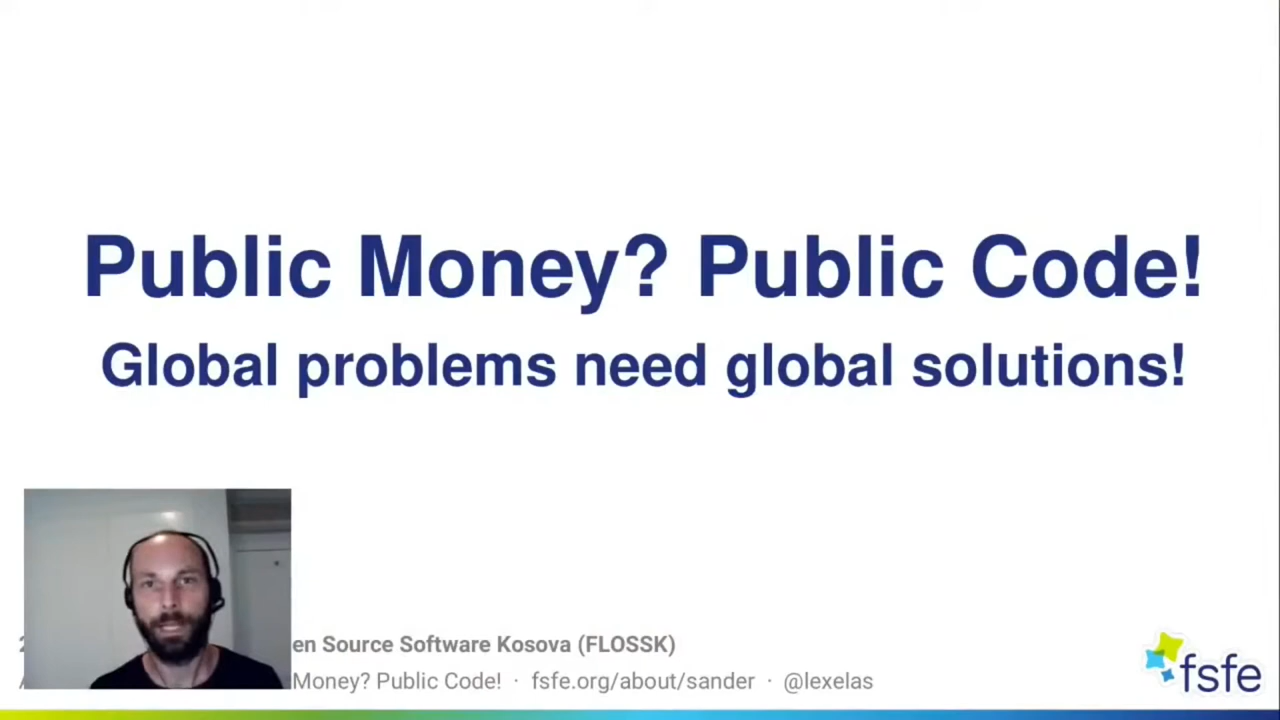 Public Money? Public Code!
Global problems need global solutions!
en Source Software Kosova (FLOSSK)
Money? Public Code! · fsfe.org/about/sander · @lexelas
fsfe